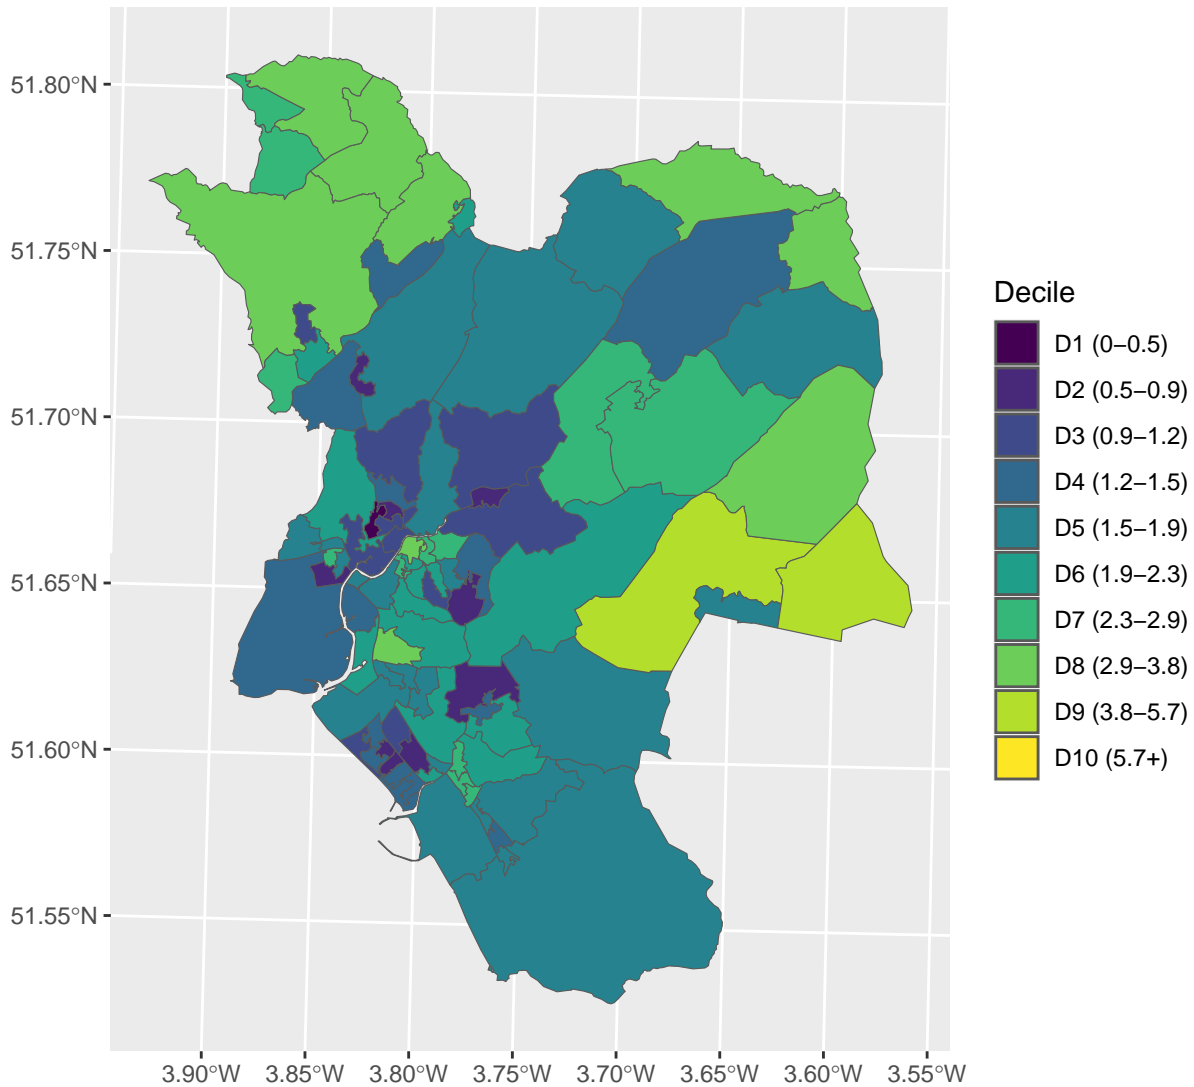 51.80°N
51.75°N
51.70°N
51.65°N
51.60°N
51.55°N
3.90°W 3.85°W 3.80°W 3.75°W 3.70°W 3.65°W 3.60°W 3.55°W
Decile
D1 (0−0.5)
D2 (0.5−0.9)
D3 (0.9−1.2)
D4 (1.2−1.5)
D5 (1.5−1.9)
D6 (1.9−2.3)
D7 (2.3−2.9)
D8 (2.9−3.8)
D9 (3.8−5.7)
D10 (5.7+)